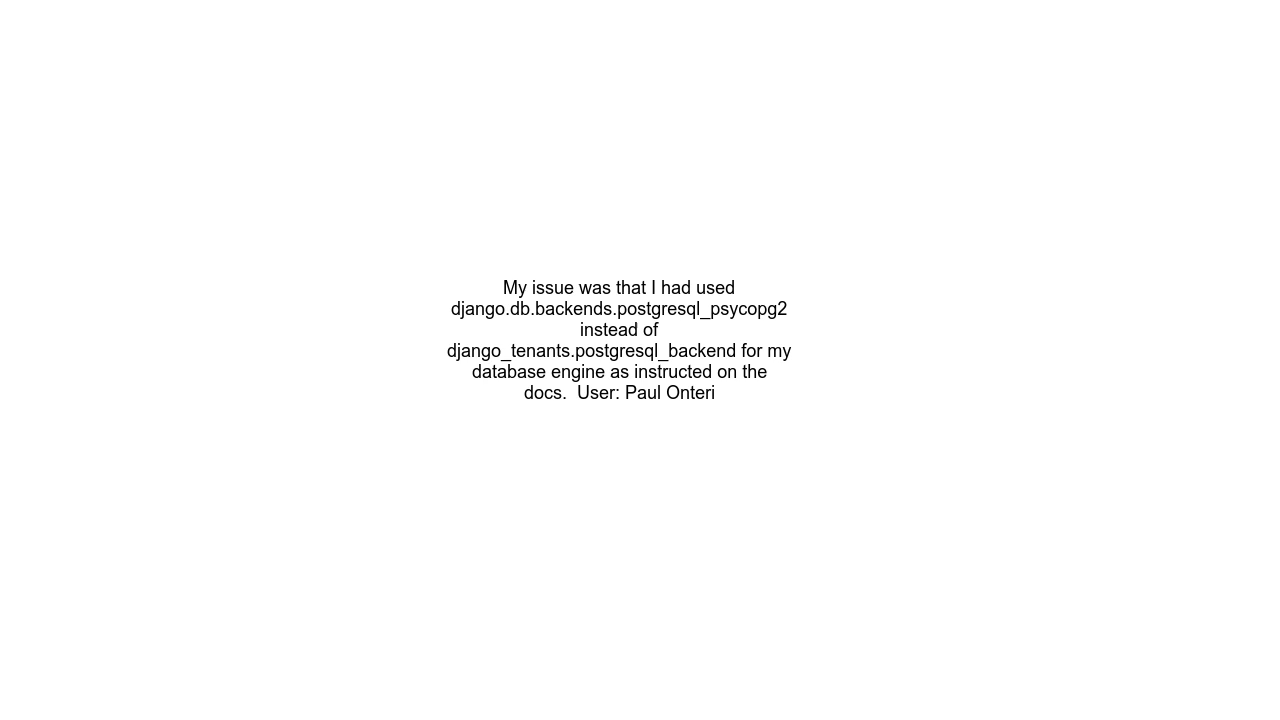 My issue was that I had used
django.db.backends.postgresql_psycopg2
instead of
django_tenants.postgresql_backend for my
database engine as instructed on the
docs.  User: Paul Onteri